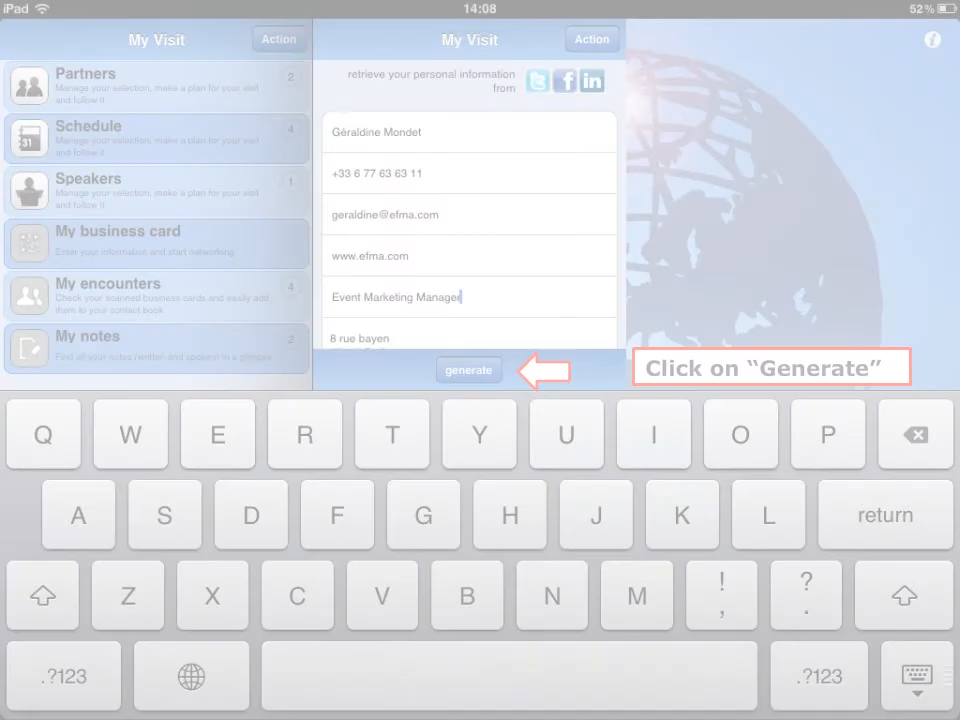 iPad 14:08 52%
My Visit Action
Partners 2
Manage your selection, make a plan for your visit
and follow it
Schedule 4
Manage your selection, make a plan for your visit
and follow it
Speakers 1
Manage your selection, make a plan for your visit
and follow it
My business card
Enter your information and start networking
My encounters 4
Check your scanned business cards and easily add
them to your contact book
My notes 2
Find all your notes (written and spoken) in a glimpse
My Visit Action
retrieve your personal information
from
in
Géraldine Mondet
+33 6 77 63 63 11
geraldine@efma.com
www.efma.com
Event Marketing Manager
8 rue bayen
generate
Click on “Generate”
Q W E R T Y U I O P
A S D F G H J K L return
Z X C V B N M ! , ? .
.?123 .?123